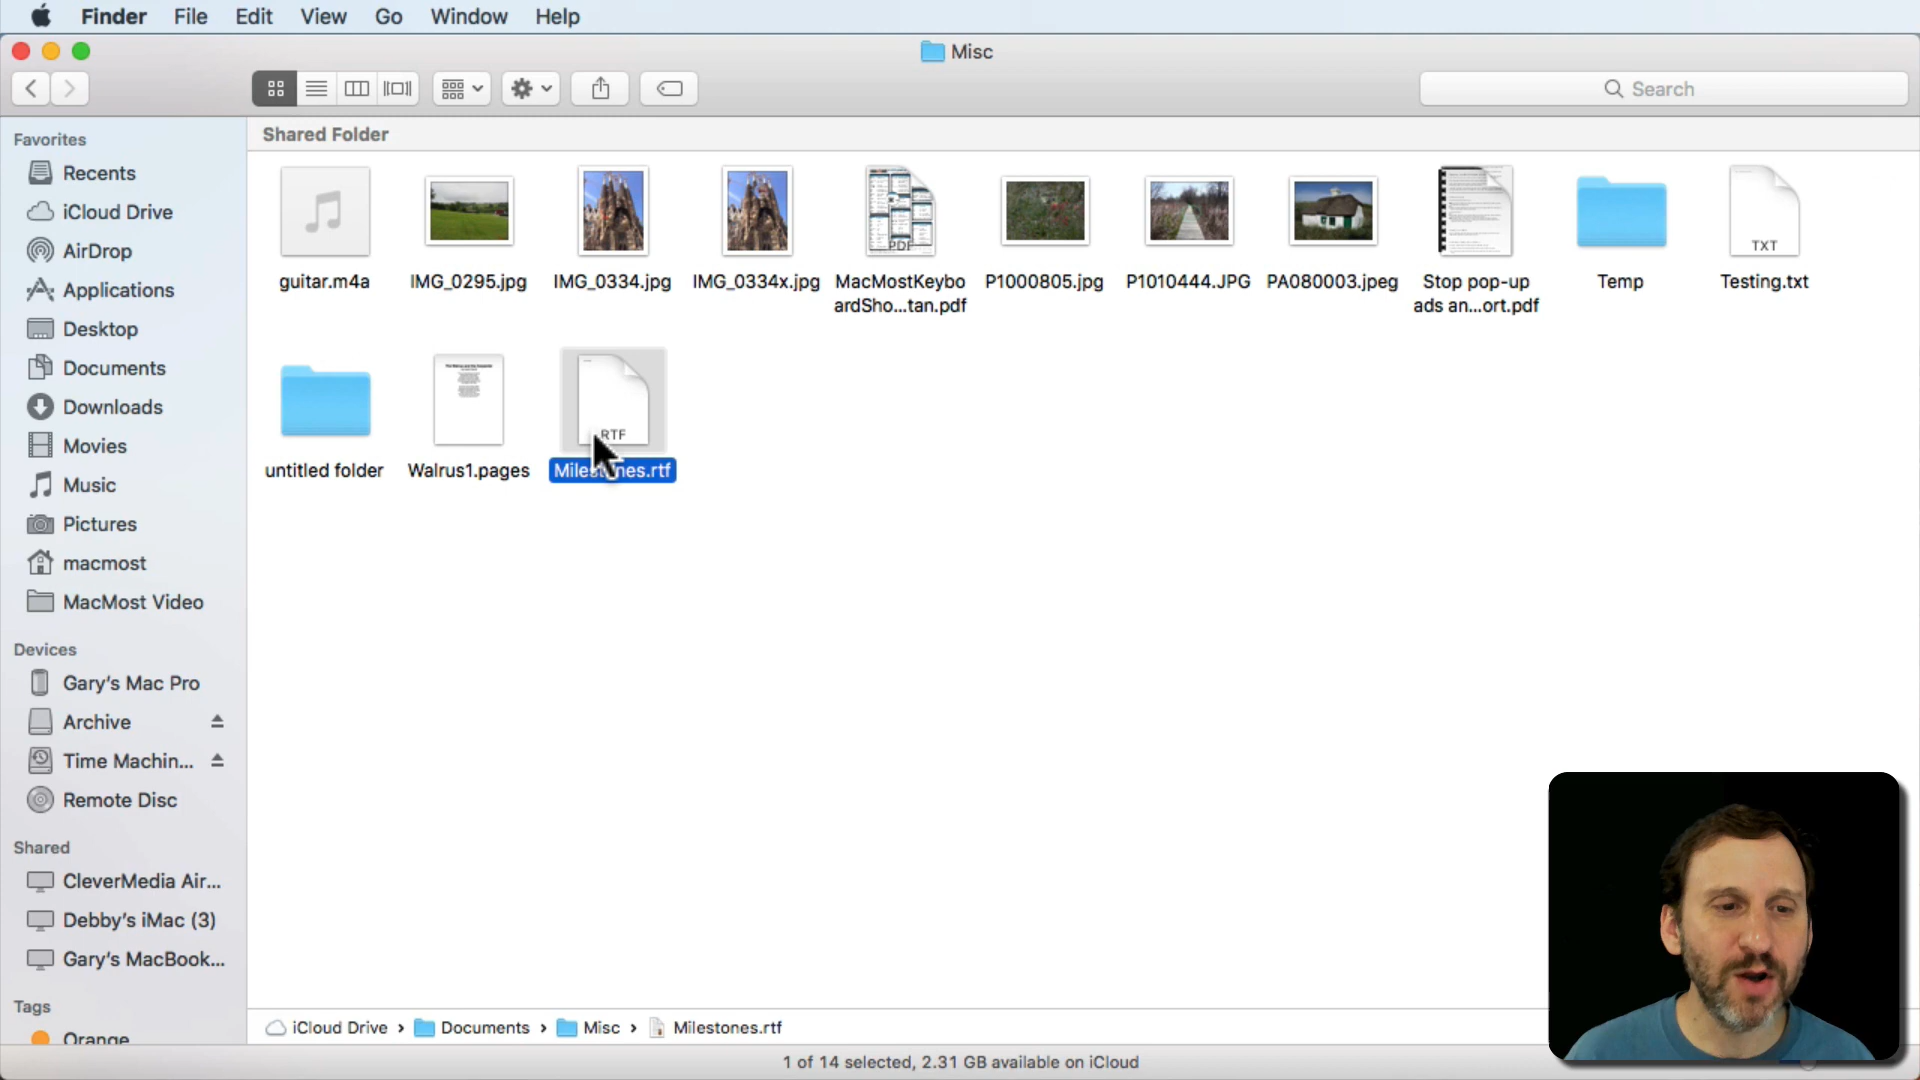 Finder File Edit View Go Window Help
Misc
Search
Favorites
Recents
iCloud Drive
AirDrop
Applications
Desktop
Documents
Downloads
Movies
Music
Pictures
macmost
MacMost Video
Devices
Gary's Mac Pro
Archive
Time Machin...
Remote Disc
Shared
CleverMedia Air...
Debby's iMac (3)
Gary's MacBook...
Tags
Orange
Shared Folder
PDF
TXT
guitar.m4a IMG_0295.jpg IMG_0334.jpg IMG_0334x.jpg MacMostKeybo P1000805.jpg P1010444.JPG PA080003.jpeg Stop pop-up Temp Testing.txt
ardSho...tan.pdf ads an...ort.pdf
RTF
untitled folder Walrus1.pages Milestones.rtf
iCloud Drive › Documents › Misc › Milestones.rtf
1 of 14 selected, 2.31 GB available on iCloud